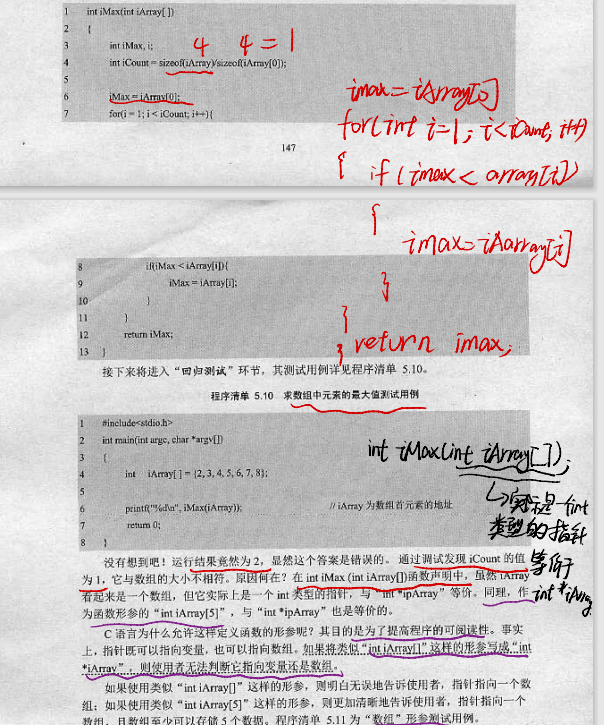 1 int iMax(int iArray[ ])
2 {
3 int iMax, i;
4 4 = 1
4 int iCount = sizeof(iArray)/sizeof(iArray[0]);
5
6 iMax = iArray[0];
7 for(i = 1; i < iCount; i++){
imax = iArray[0]
for(int i=1; i<iCount; i++)
{ if (imax < array[i])
147
{
imax = iAarray[i]
}
}
} return imax;
8 if(iMax < iArray[i]){
9 iMax = iArray[i];
10 }
11 }
12 return iMax;
13 }
接下来将进入“回归测试”环节，其测试用例详见程序清单 5.10。
程序清单 5.10 求数组中元素的最大值测试用例
1 #include<stdio.h>
2 int main(int argc, char *argv[])
3 {
4 int iArray[ ] = {2, 3, 4, 5, 6, 7, 8};
5
6 printf("%d\n", iMax(iArray)); // iArray 为数组首元素的地址
7 return 0;
8 }
int iMax(int iArray[]);
实际是一个int
类型的指针
等价于
int *iArray
没有想到吧！运行结果竟然为 2，显然这个答案是错误的。通过调试发现 iCount 的值
为 1，它与数组的大小不相符。原因何在？在 int iMax (int iArray[])函数声明中，虽然 iArray
看起来是一个数组，但它实际上是一个 int 类型的指针，与“int *ipArray”等价。同理，作
为函数形参的“int iArray[5]”，与“int *ipArray”也是等价的。
C 语言为什么允许这样定义函数的形参呢？其目的是为了提高程序的可阅读性。事实
上，指针既可以指向变量，也可以指向数组。如果将类似“int iArray[]”这样的形参写成“int
*iArray”，则使用者无法判断它指向变量还是数组。
如果使用类似“int iArray[]”这样的形参，则明白无误地告诉使用者，指针指向一个数
组；如果使用类似“int iArray[5]”这样的形参，则更加清晰地告诉使用者，指针指向一个
数组，且数组至少可以存储 5 个数据。程序清单 5.11 为“数组”形参测试用例。